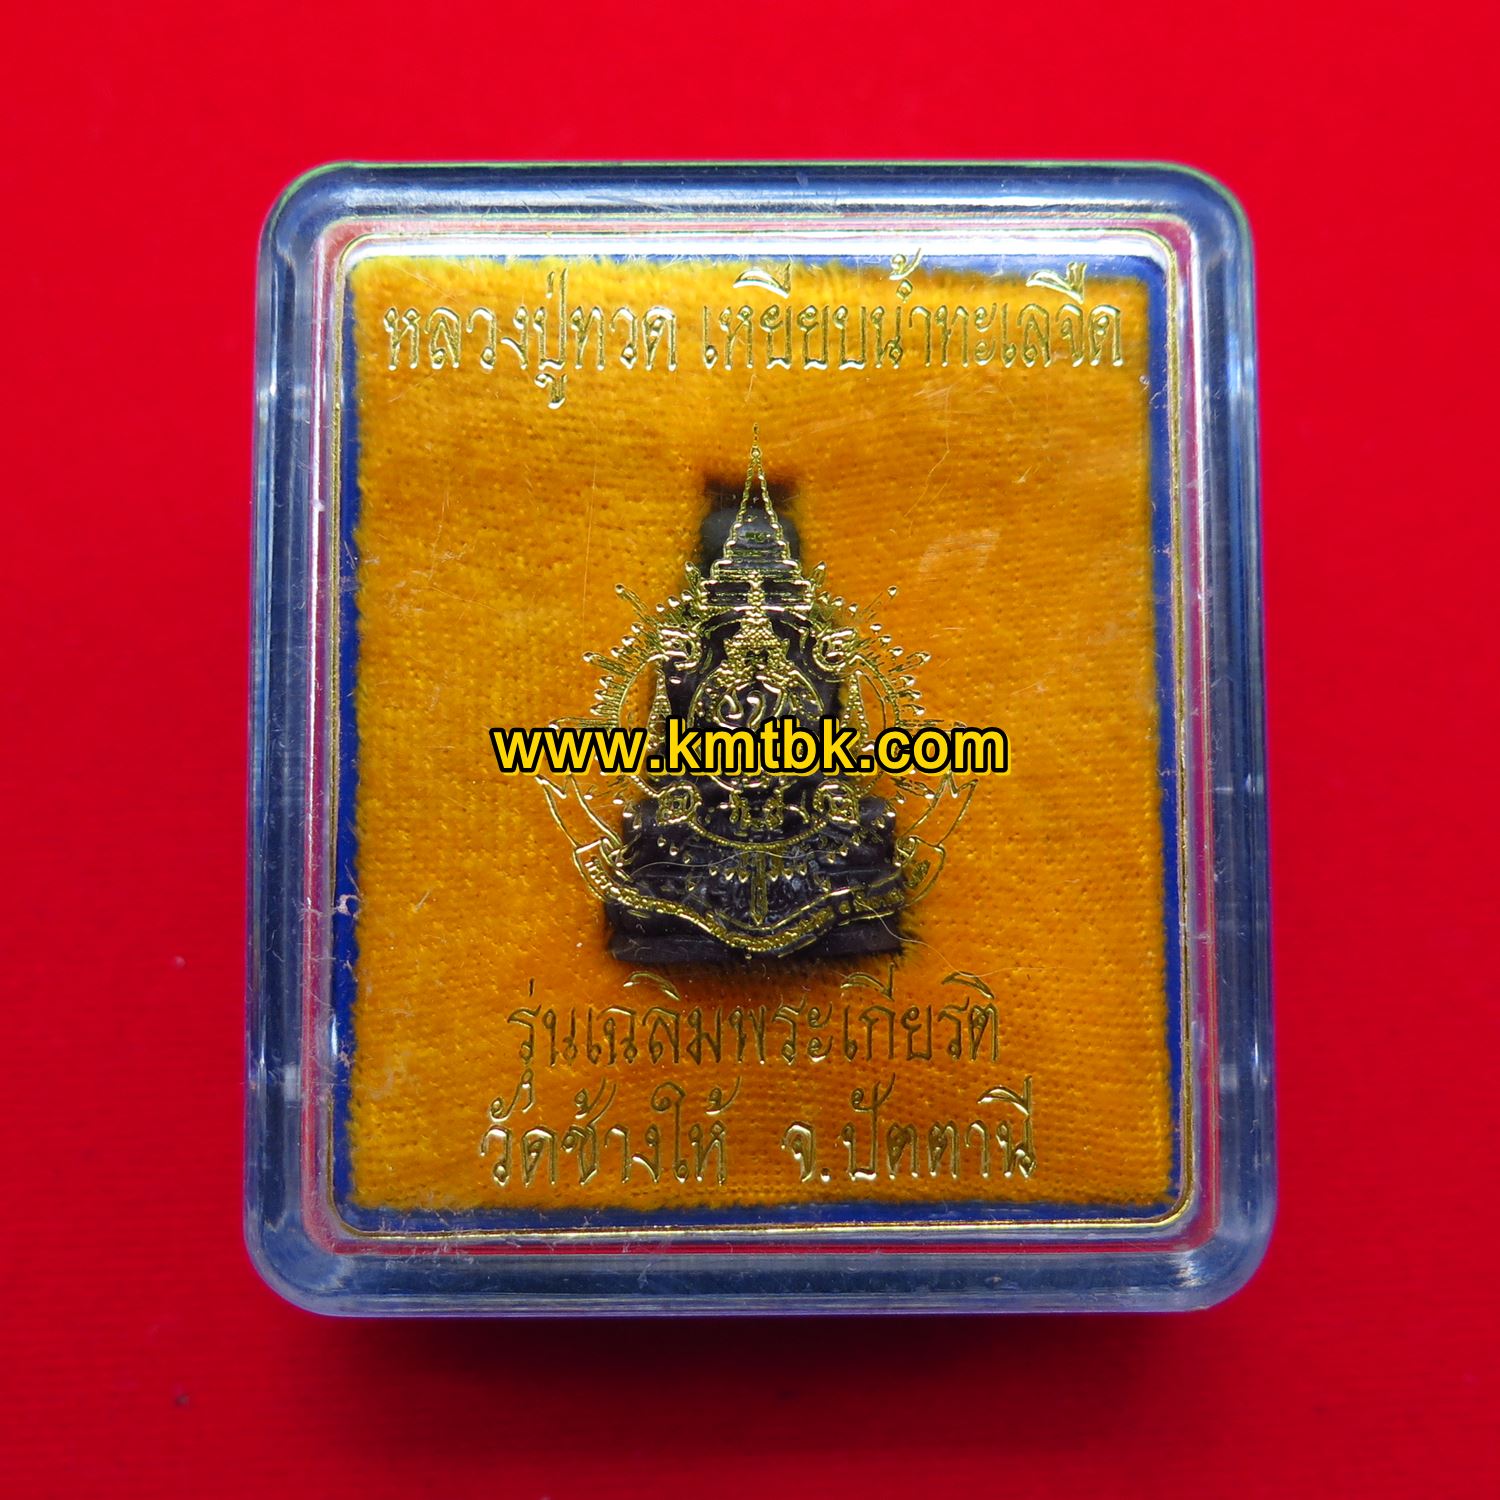 หลวงปู่ทวด เหยียบน้ำทะเลจืด
www.kmtbk.com
รุ่นเฉลิมพระเกียรติ
วัดช้างให้ จ.ปัตตานี